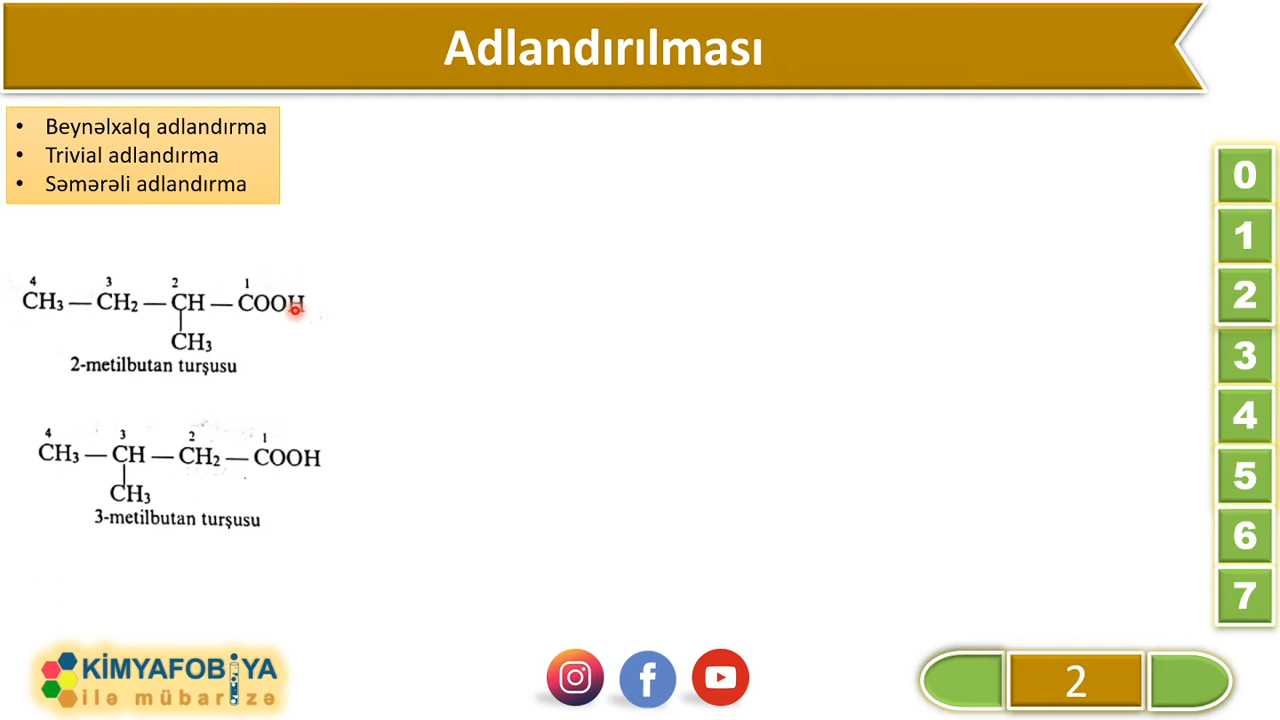 Adlandırılması
• Beynəlxalq adlandırma
• Trivial adlandırma
• Səmərəli adlandırma
4 3 2 1
CH₃ — CH₂ — CH — COOH
CH₃
2-metilbutan turşusu
4 3 2 1
CH₃ — CH — CH₂ — COOH
CH₃
3-metilbutan turşusu
0
1
2
3
4
5
6
7
KİMYAFOBİYA
ilə mübarizə
2